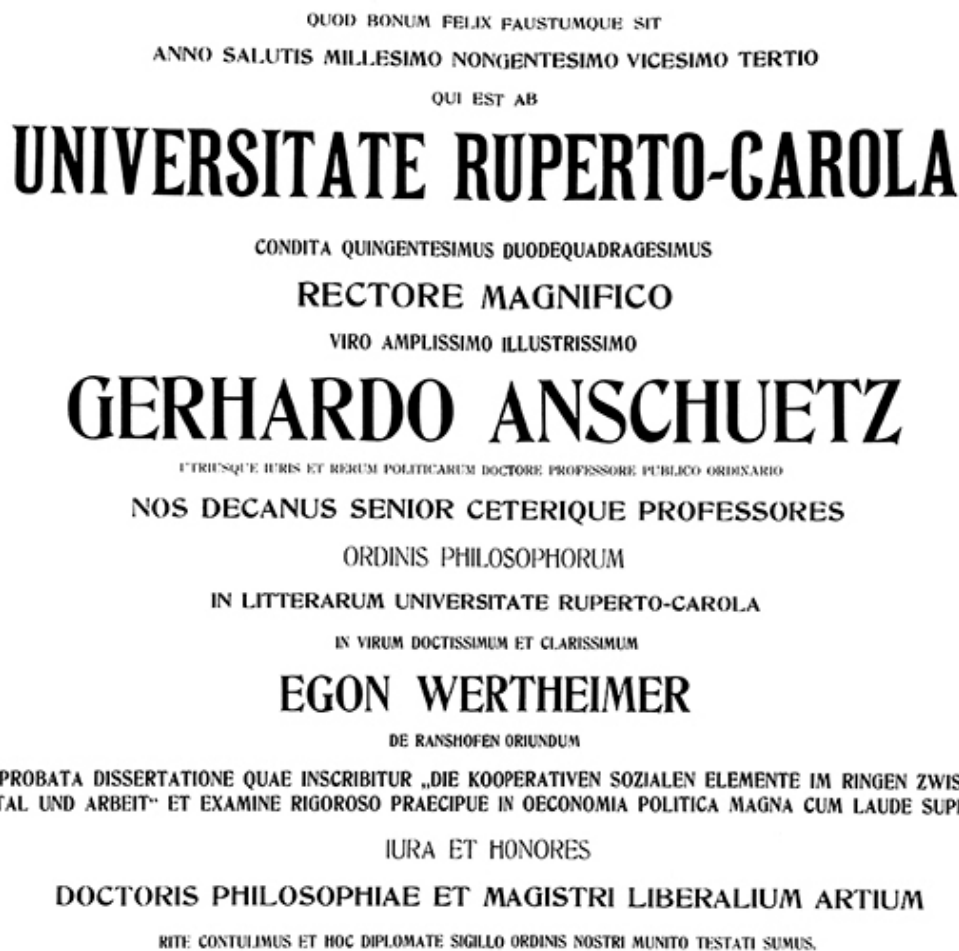 QUOD BONUM FELIX FAUSTUMQUE SIT
ANNO SALUTIS MILLESIMO NONGENTESIMO VICESIMO TERTIO
QUI EST AB
UNIVERSITATE RUPERTO-CAROLA
CONDITA QUINGENTESIMUS DUODEQUADRAGESIMUS
RECTORE MAGNIFICO
VIRO AMPLISSIMO ILLUSTRISSIMO
GERHARDO ANSCHUETZ
UTRIUSQUE IURIS ET RERUM POLITICARUM DOCTORE PROFESSORE PUBLICO ORDINARIO
NOS DECANUS SENIOR CETERIQUE PROFESSORES
ORDINIS PHILOSOPHORUM
IN LITTERARUM UNIVERSITATE RUPERTO-CAROLA
IN VIRUM DOCTISSIMUM ET CLARISSIMUM
EGON WERTHEIMER
DE RANSHOFEN ORIUNDUM
PROBATA DISSERTATIONE QUAE INSCRIBITUR „DIE KOOPERATIVEN SOZIALEN ELEMENTE IM RINGEN ZWIS
TAL UND ARBEIT“ ET EXAMINE RIGOROSO PRAECIPUE IN OECONOMIA POLITICA MAGNA CUM LAUDE SUP
IURA ET HONORES
DOCTORIS PHILOSOPHIAE ET MAGISTRI LIBERALIUM ARTIUM
RITE CONTULIMUS ET HOC DIPLOMATE SIGILLO ORDINIS NOSTRI MUNITO TESTATI SUMUS.